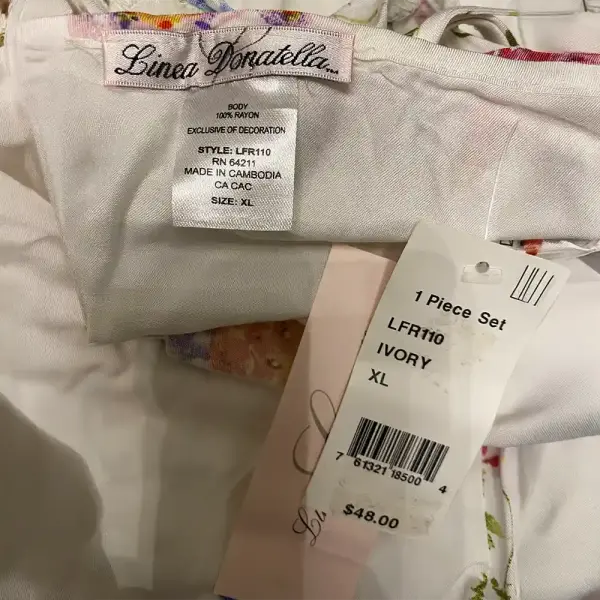 Linea Donatella...
BODY
100% RAYON
EXCLUSIVE OF DECORATION
STYLE: LFR110
RN 64211
MADE IN CAMBODIA
CA CAC
SIZE: XL
1 Piece Set
LFR110
IVORY
XL
7 61321 18500 4
$48.00